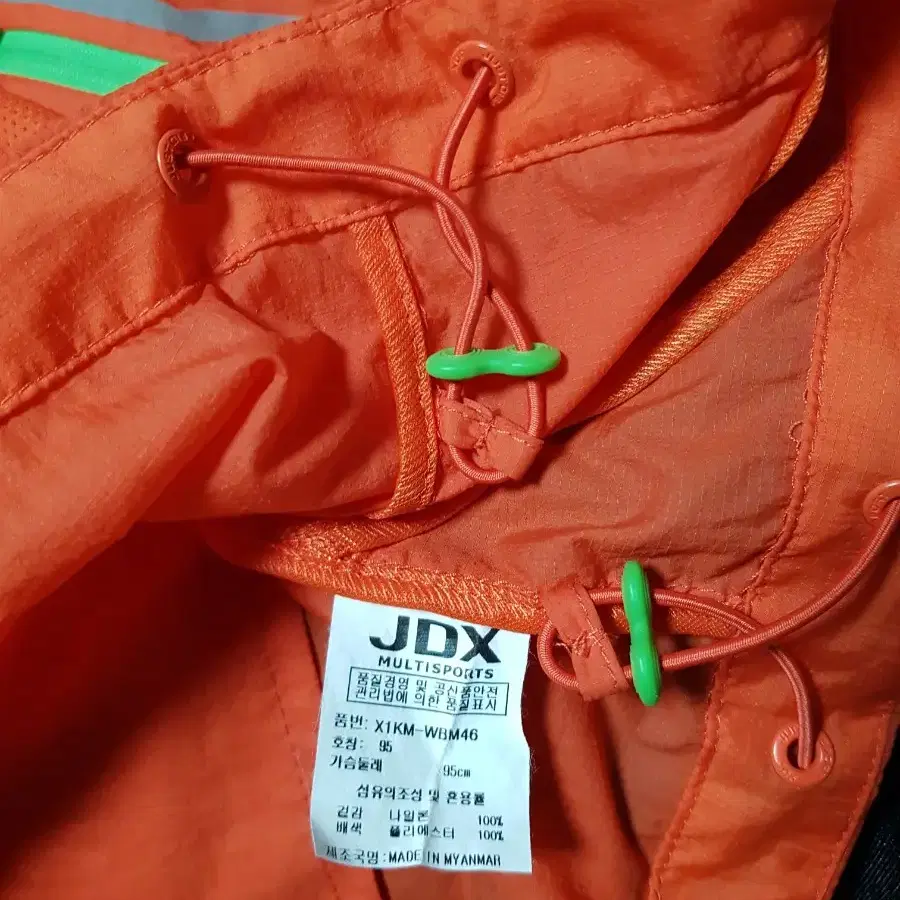 JDX
MULTISPORTS
품질경영 및 공산품안전
관리법에 의한 품질표시
품번: X1KM-WBM46
호칭: 95
가슴둘레 95cm
섬유의조성 및 혼용률
겉감 나일론 100%
배색 폴리에스터 100%
제조국명: MADE IN MYANMAR